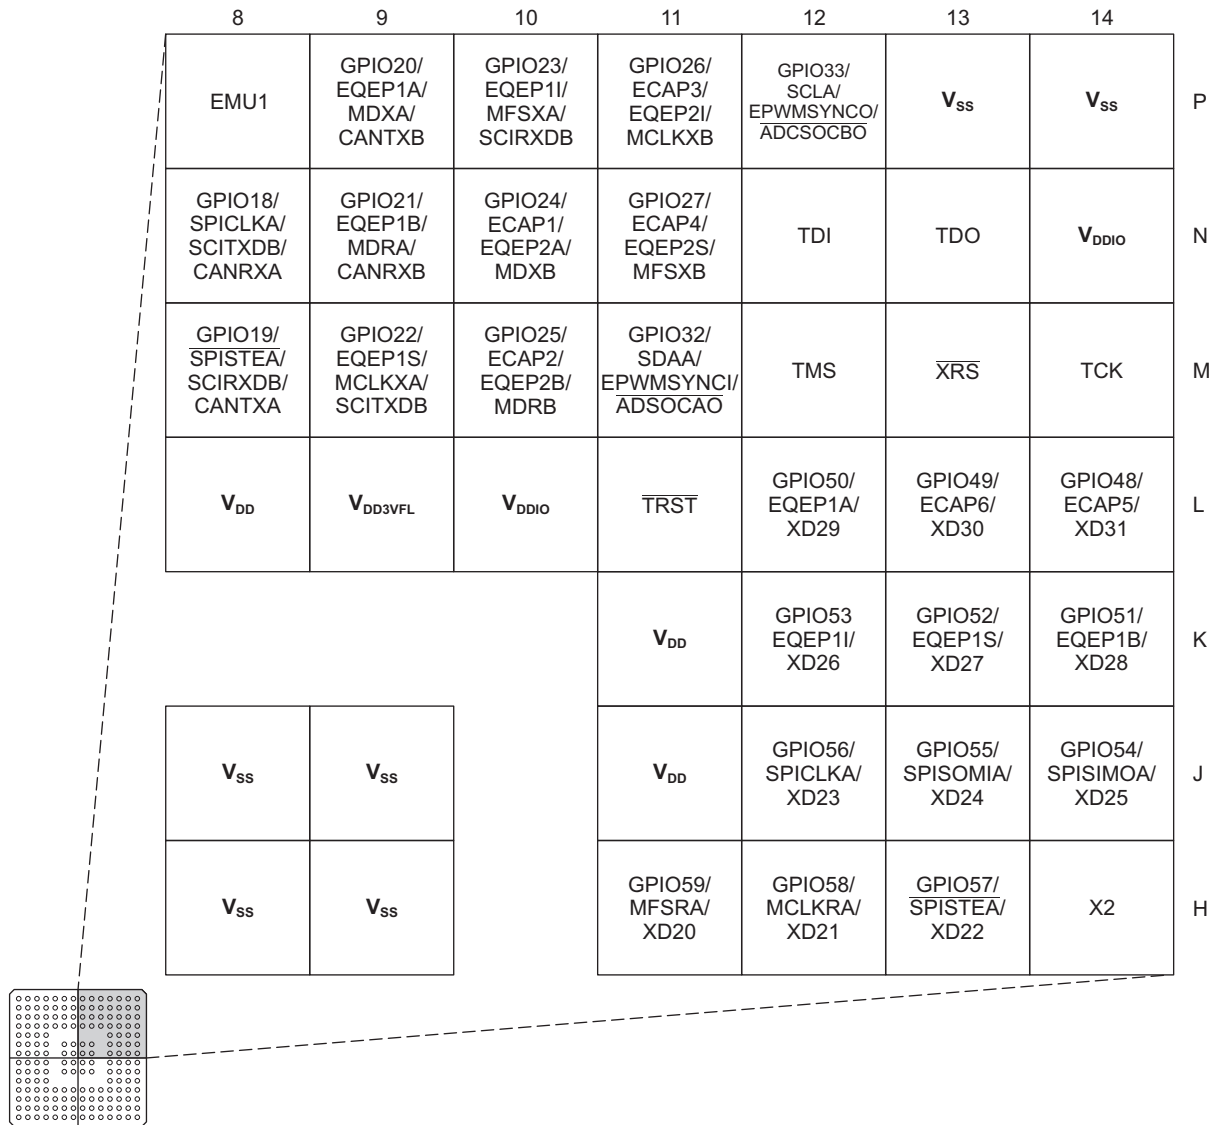 8 9 10 11 12 13 14
EMU1
GPIO20/
EQEP1A/
MDXA/
CANTXB
GPIO23/
EQEP1I/
MFSXA/
SCIRXDB
GPIO26/
ECAP3/
EQEP2I/
MCLKXB
GPIO33/
SCLA/
EPWMSYNCO/
ADCSOCBO
VSS
VSS
P
GPIO18/
SPICLKA/
SCITXDB/
CANRXA
GPIO21/
EQEP1B/
MDRA/
CANRXB
GPIO24/
ECAP1/
EQEP2A/
MDXB
GPIO27/
ECAP4/
EQEP2S/
MFSXB
TDI
TDO
VDDIO
N
GPIO19/
SPISTEA/
SCIRXDB/
CANTXA
GPIO22/
EQEP1S/
MCLKXA/
SCITXDB
GPIO25/
ECAP2/
EQEP2B/
MDRB
GPIO32/
SDAA/
EPWMSYNCI/
ADSOCAO
TMS
XRS
TCK
M
VDD
VDD3VFL
VDDIO
TRST
GPIO50/
EQEP1A/
XD29
GPIO49/
ECAP6/
XD30
GPIO48/
ECAP5/
XD31
L
VDD
GPIO53
EQEP1I/
XD26
GPIO52/
EQEP1S/
XD27
GPIO51/
EQEP1B/
XD28
K
VSS
VSS
VDD
GPIO56/
SPICLKA/
XD23
GPIO55/
SPISOMIA/
XD24
GPIO54/
SPISIMOA/
XD25
J
VSS
VSS
GPIO59/
MFSRA/
XD20
GPIO58/
MCLKRA/
XD21
GPIO57/
SPISTEA/
XD22
X2
H